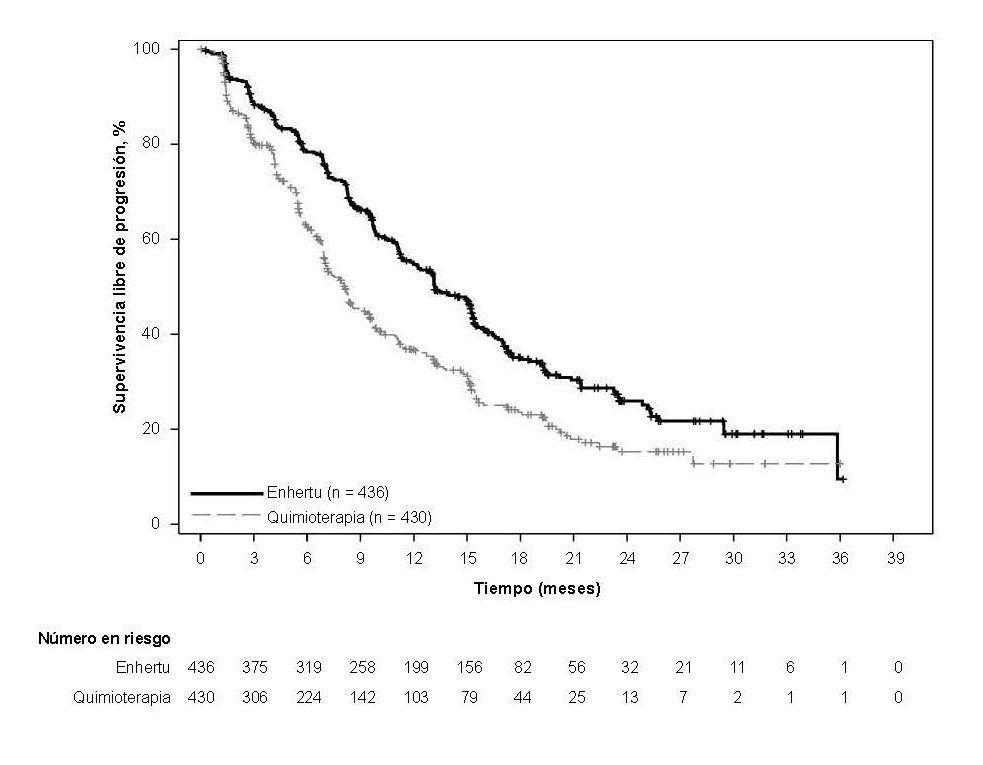 100
80
60
40
20
0
Supervivencia libre de progresión, %
Enhertu (n = 436)
Quimioterapia (n = 430)
0 3 6 9 12 15 18 21 24 27 30 33 36 39
Tiempo (meses)
Número en riesgo
Enhertu 436 375 319 258 199 156 82 56 32 21 11 6 1 0
Quimioterapia 430 306 224 142 103 79 44 25 13 7 2 1 1 0